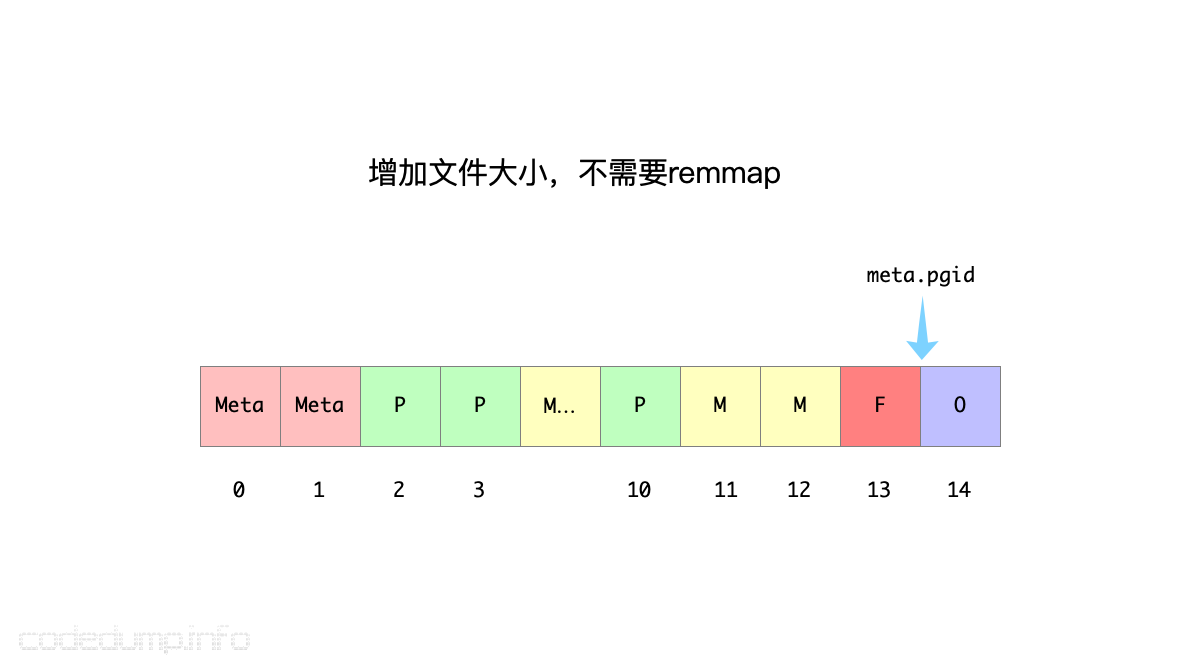 增加文件大小，不需要remmap
meta.pgid
Meta Meta P P M... P M M F O
0 1 2 3 10 11 12 13 14
codedump.info